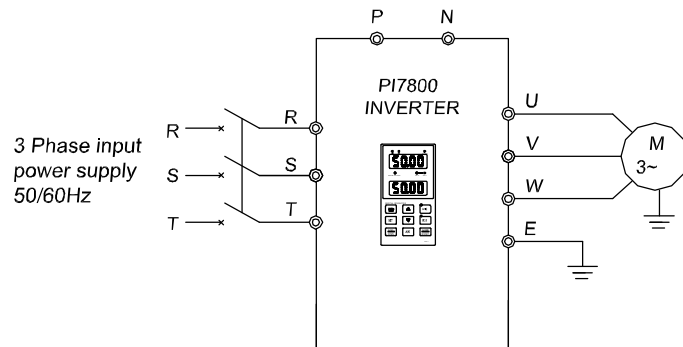 P N
PI7800
INVERTER
3 Phase input
power supply
50/60Hz
R R
S S
T T
50.00
50.00
U
V
W
E
M
3~